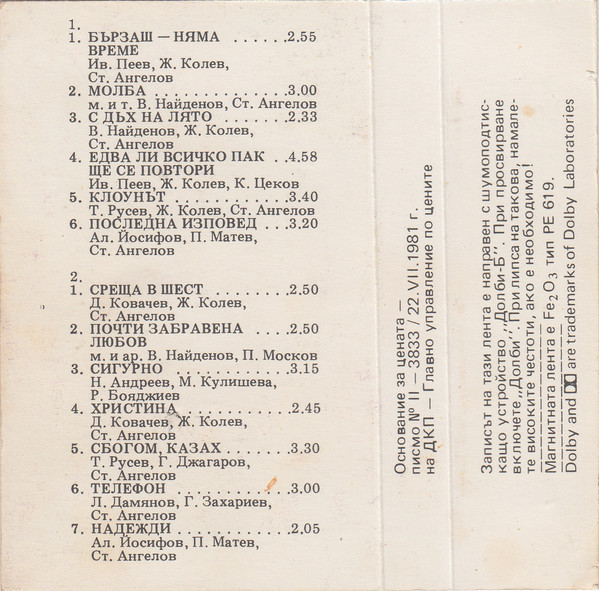 1.
1. БЪРЗАШ — НЯМА ......2.55
ВРЕМЕ
Ив. Пеев, Ж. Колев,
Ст. Ангелов
2. МОЛБА ...............3.00
м. и т. В. Найденов, Ст. Ангелов
3. С ДЪХ НА ЛЯТО .......2.33
В. Найденов, Ж. Колев,
Ст. Ангелов
4. ЕДВА ЛИ ВСИЧКО ПАК ..4.58
ЩЕ СЕ ПОВТОРИ
Ив. Пеев, Ж. Колев, К. Цеков
5. КЛОУНЪТ ............3.40
Т. Русев, Ж. Колев, Ст. Ангелов
6. ПОСЛЕДНА ИЗПОВЕД ...3.20
Ал. Йосифов, П. Матев,
Ст. Ангелов
2.
1. СРЕЩА В ШЕСТ ........2.50
Д. Ковачев, Ж. Колев,
Ст. Ангелов
2. ПОЧТИ ЗАБРАВЕНА ....2.50
ЛЮБОВ
м. и ар. В. Найденов, П. Москов
3. СИГУРНО .............3.15
Н. Андреев, М. Кулишева,
Р. Бояджиев
4. ХРИСТИНА ............2.45
Д. Ковачев, Ж. Колев,
Ст. Ангелов
5. СБОГОМ, КАЗАХ .......3.30
Т. Русев, Г. Джагаров,
Ст. Ангелов
6. ТЕЛЕФОН .............3.00
Л. Дамянов, Г. Захариев,
Ст. Ангелов
7. НАДЕЖДИ .............2.05
Ал. Йосифов, П. Матев,
Ст. Ангелов
Основание за цената —
писмо № II — 3833 / 22.VII.1981 г.
на ДКП — Главно управление по цените
Записът на тази лента е направен с шумоподтис-
кащо устройство „Долби-Б". При просвирване
включете „Долби". При липса на такова, намале-
те високите честоти, ако е необходимо!
Магнитната лента е Fe2O3 тип PE 619.
Dolby and are trademarks of Dolby Laboratories